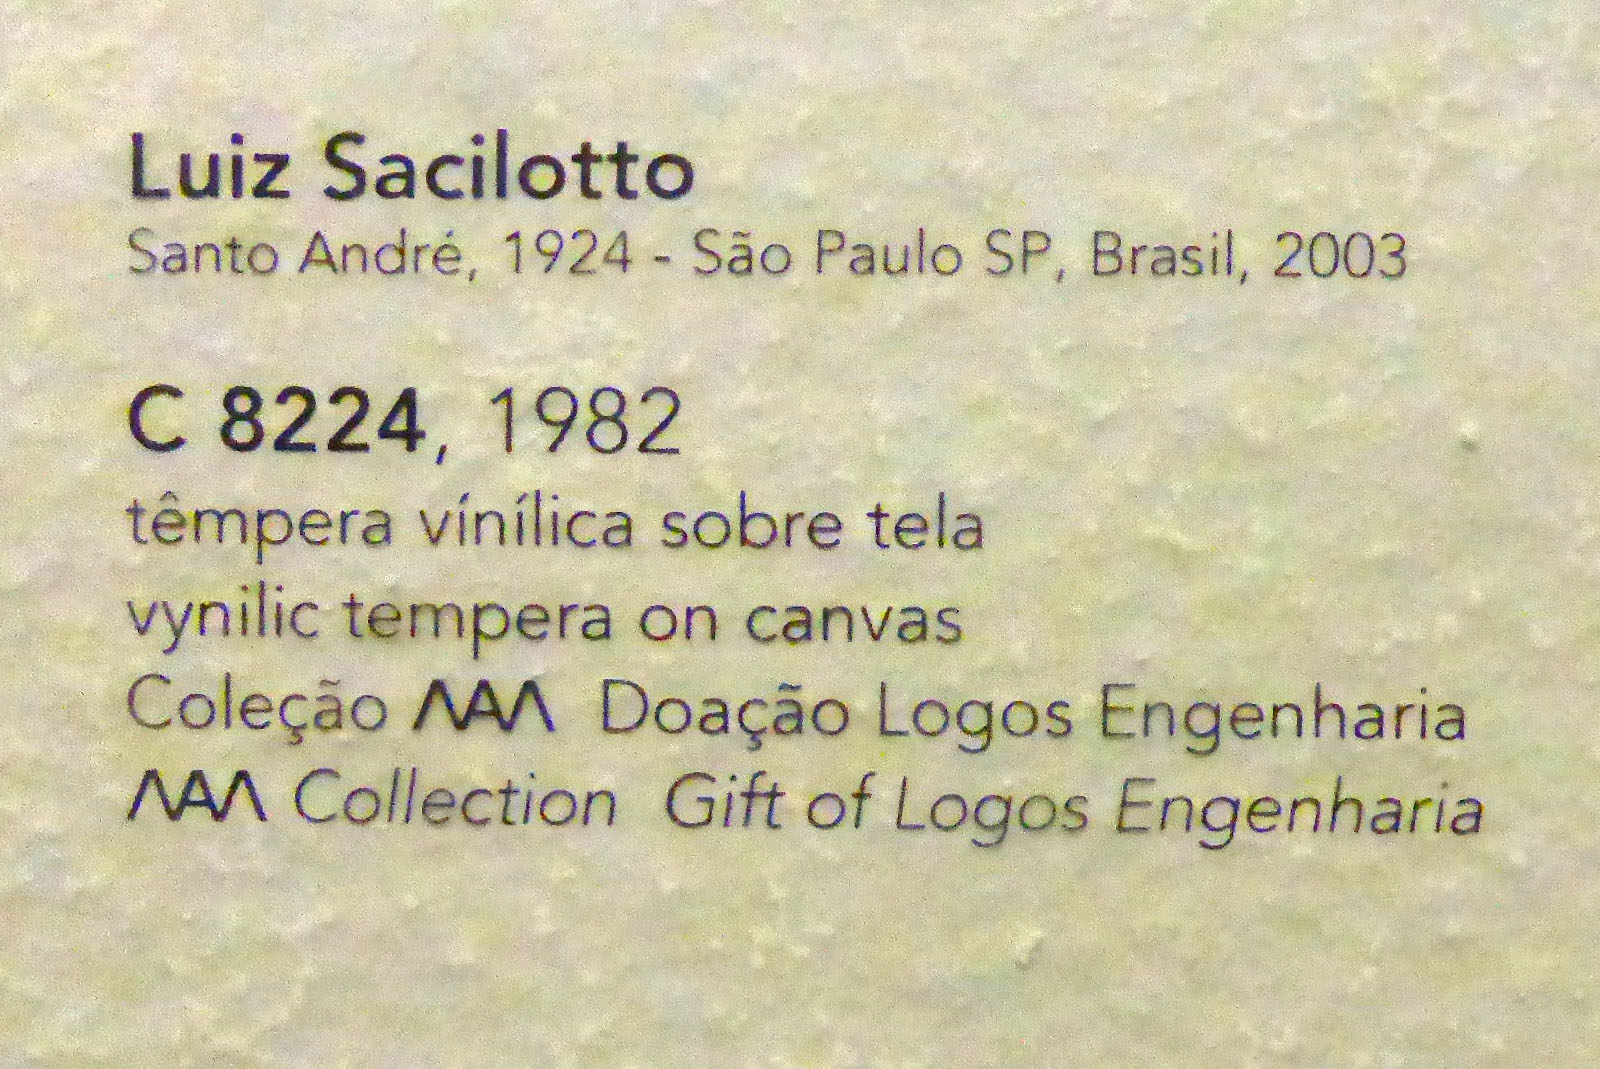 Luiz Sacilotto
Santo André, 1924 - São Paulo SP, Brasil, 2003
C 8224, 1982
têmpera vínílica sobre tela
vynilic tempera on canvas
Coleção MAM Doação Logos Engenharia
MAM Collection Gift of Logos Engenharia